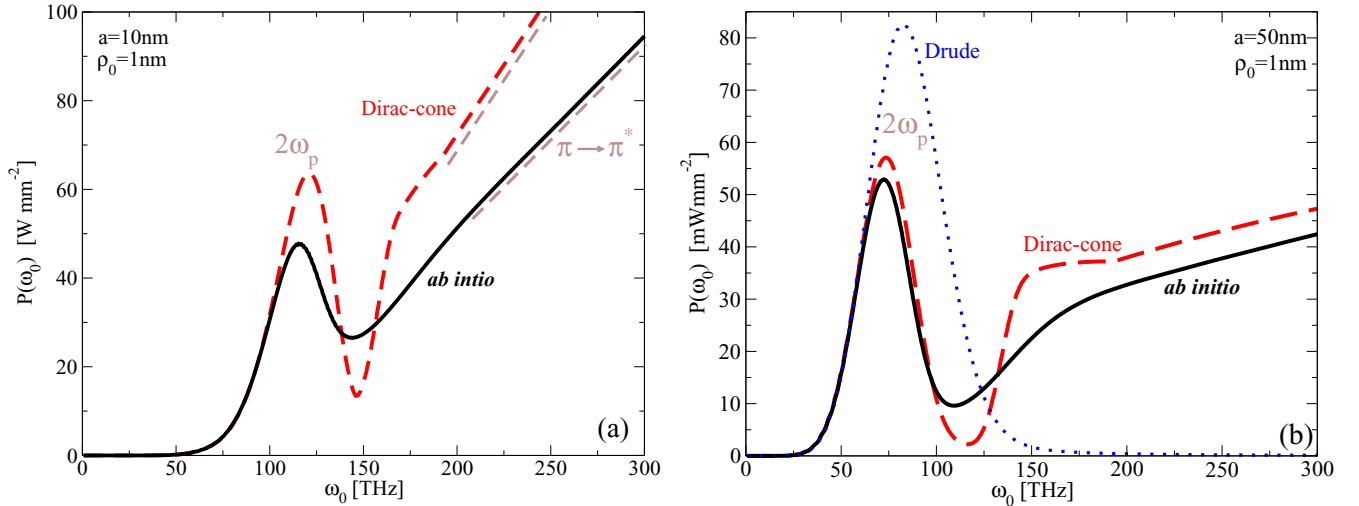 100
80
60
40
20
0
P(ω₀) [W mm⁻²]
a=10nm
ρ₀=1nm
2ωₚ
Dirac-cone
π→π*
ab intio
(a)
0 50 100 150 200 250 300
ω₀ [THz]
80
70
60
50
40
30
20
10
0
P(ω₀) [mWmm⁻²]
Drude
a=50nm
ρ₀=1nm
2ωₚ
Dirac-cone
ab initio
(b)
0 50 100 150 200 250 300
ω₀ [THz]